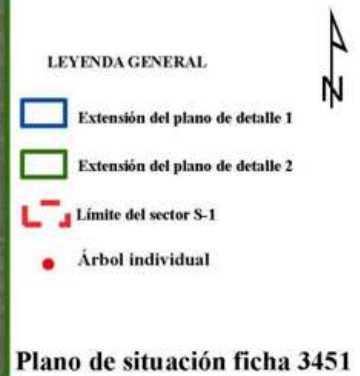 N
LEYENDA GENERAL
Extensión del plano de detalle 1
Extensión del plano de detalle 2
Límite del sector S-1
Árbol individual
Plano de situación ficha 3451